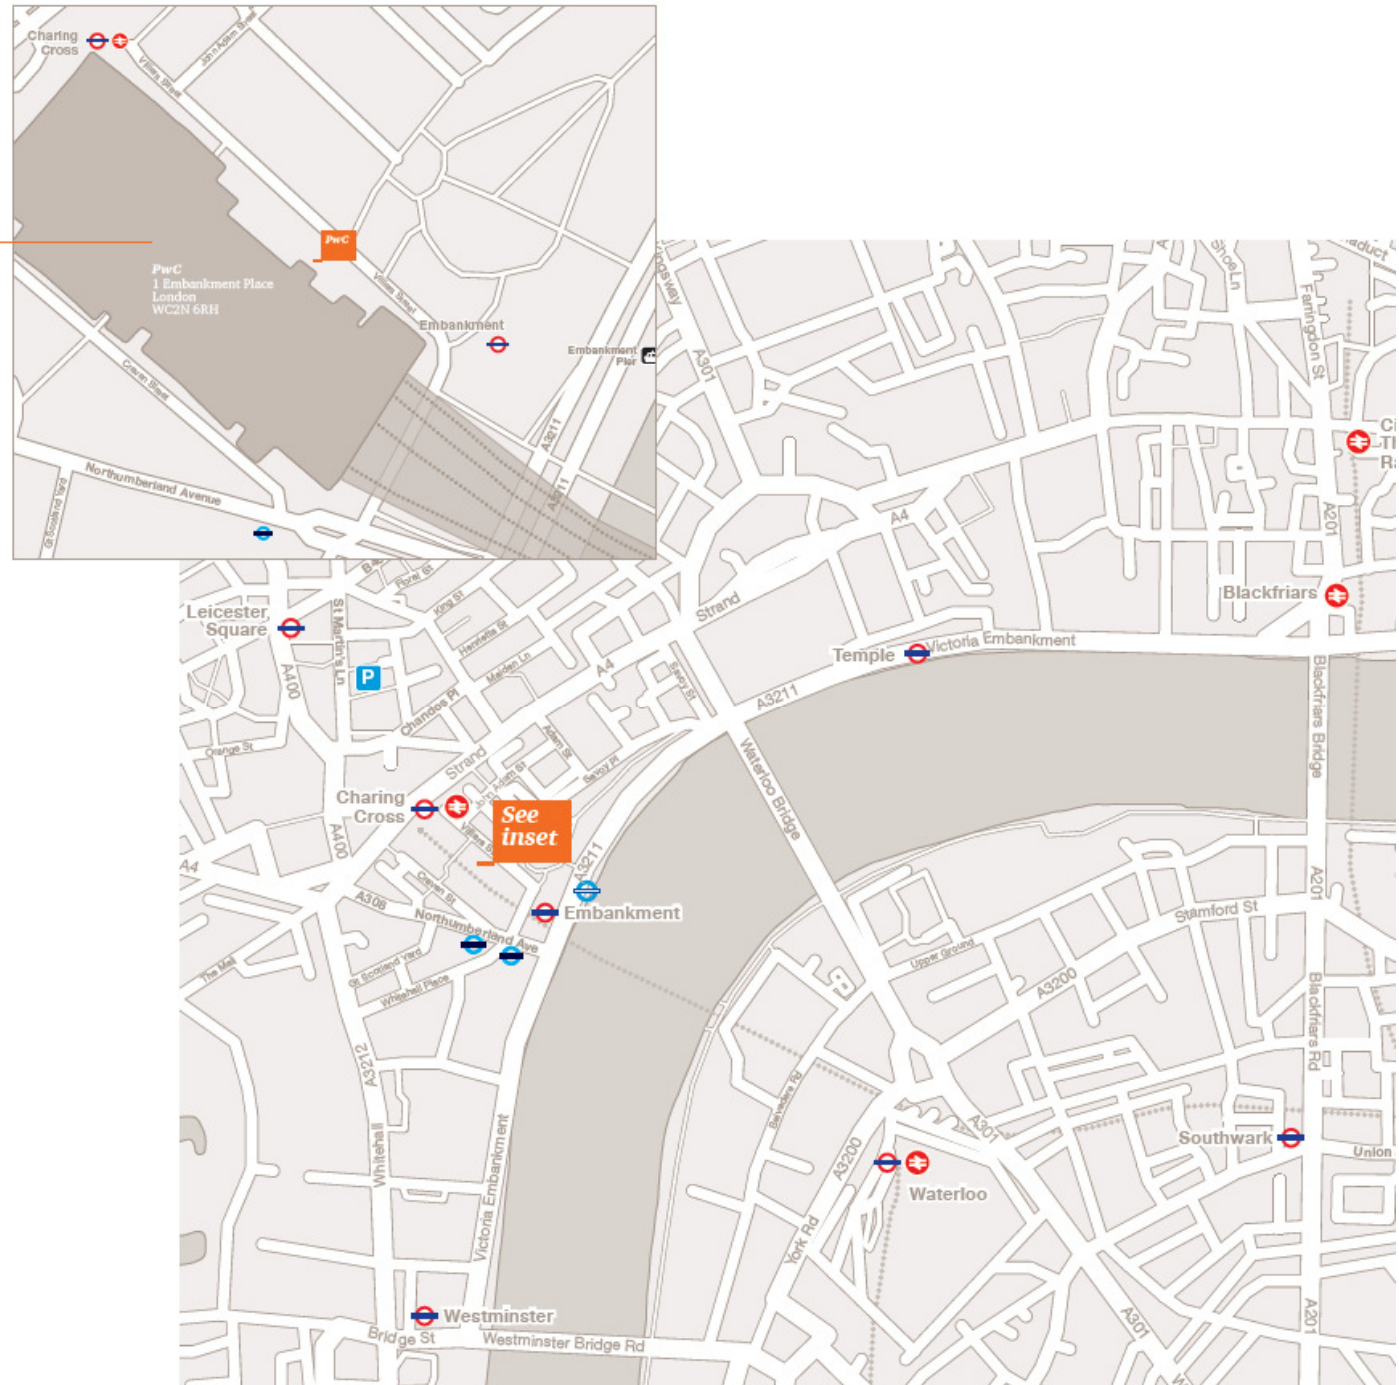 Charing
Cross
John Adam Street
Villiers Street
PwC
PwC
1 Embankment Place
London
WC2N 6RH
Villiers Street
Embankment
Embankment
Pier
Craven Street
A3211
A3211
Northumberland Avenue
Gt Scotland Yard
A301
Shoe Ln
Farringdon St
A201
A4
Blackfriars
Leicester
Square
St Martin's Ln
Floral St
King St
Henrietta St
Maiden Ln
A400
P
Chandos Pl
A4
Strand
Savoy St
Temple
Victoria Embankment
A3211
Orange St
Strand
Adam St
Savoy Pl
John Adam St
Waterloo Bridge
Blackfriars Bridge
Charing
Cross
See
inset
A400
A4
A3211
Craven St
A308
Northumberland Ave
Embankment
A201
Stamford St
The Mall
Gt Scotland Yard
Whitehall Place
Upper Ground
A3200
Blackfriars Rd
A3212
Belvedere Rd
A301
A3200
Whitehall
Victoria Embankment
Southwark
Union
Waterloo
York Rd
Westminster
Bridge St
Westminster Bridge Rd
A301
A201